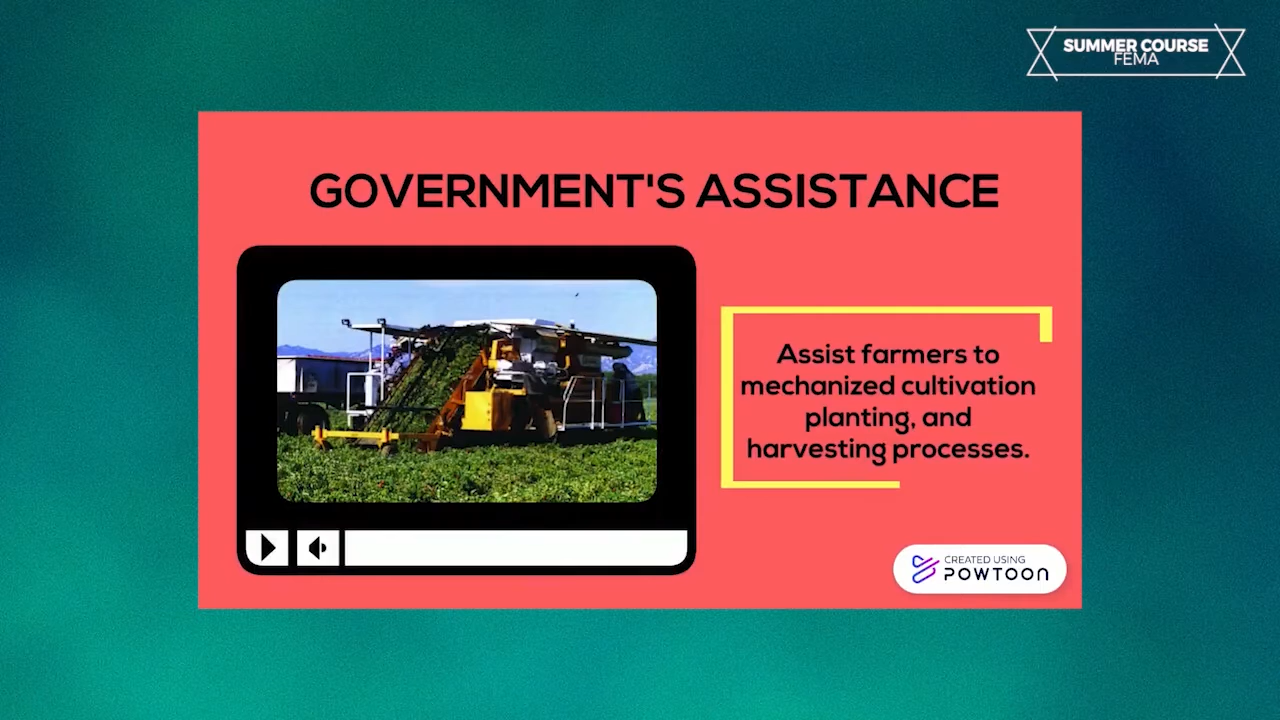 SUMMER COURSE
FEMA
GOVERNMENT'S ASSISTANCE
Assist farmers to
mechanized cultivation
planting, and
harvesting processes.
CREATED USING
POWTOON